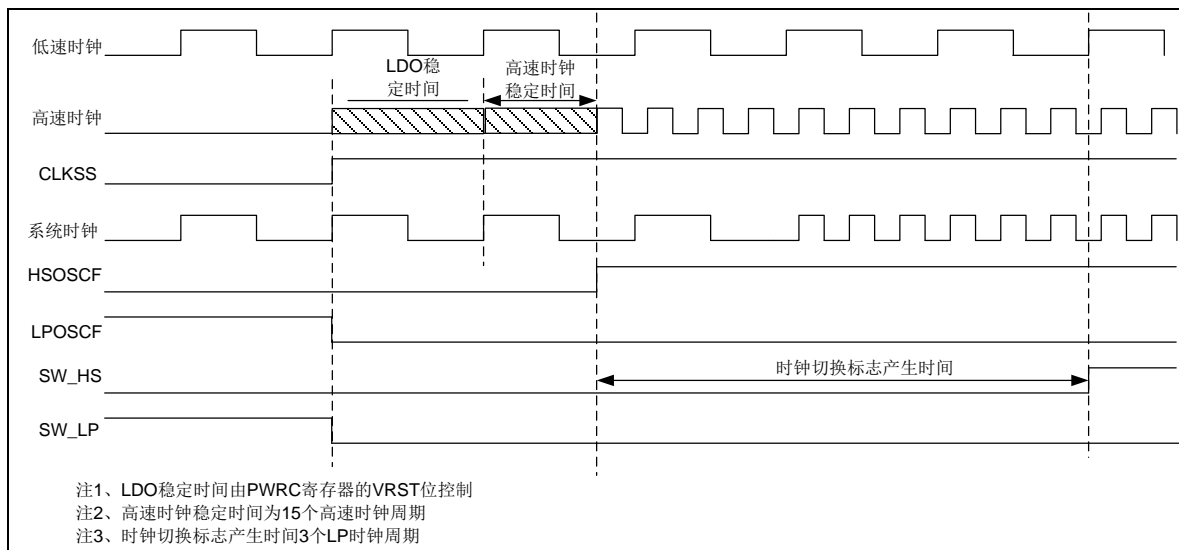 低速时钟
LDO稳
定时间
高速时钟
稳定时间
高速时钟
CLKSS
系统时钟
HSOSCF
LPOSCF
SW_HS
时钟切换标志产生时间
SW_LP
注1、LDO稳定时间由PWRC寄存器的VRST位控制
注2、高速时钟稳定时间为15个高速时钟周期
注3、时钟切换标志产生时间3个LP时钟周期